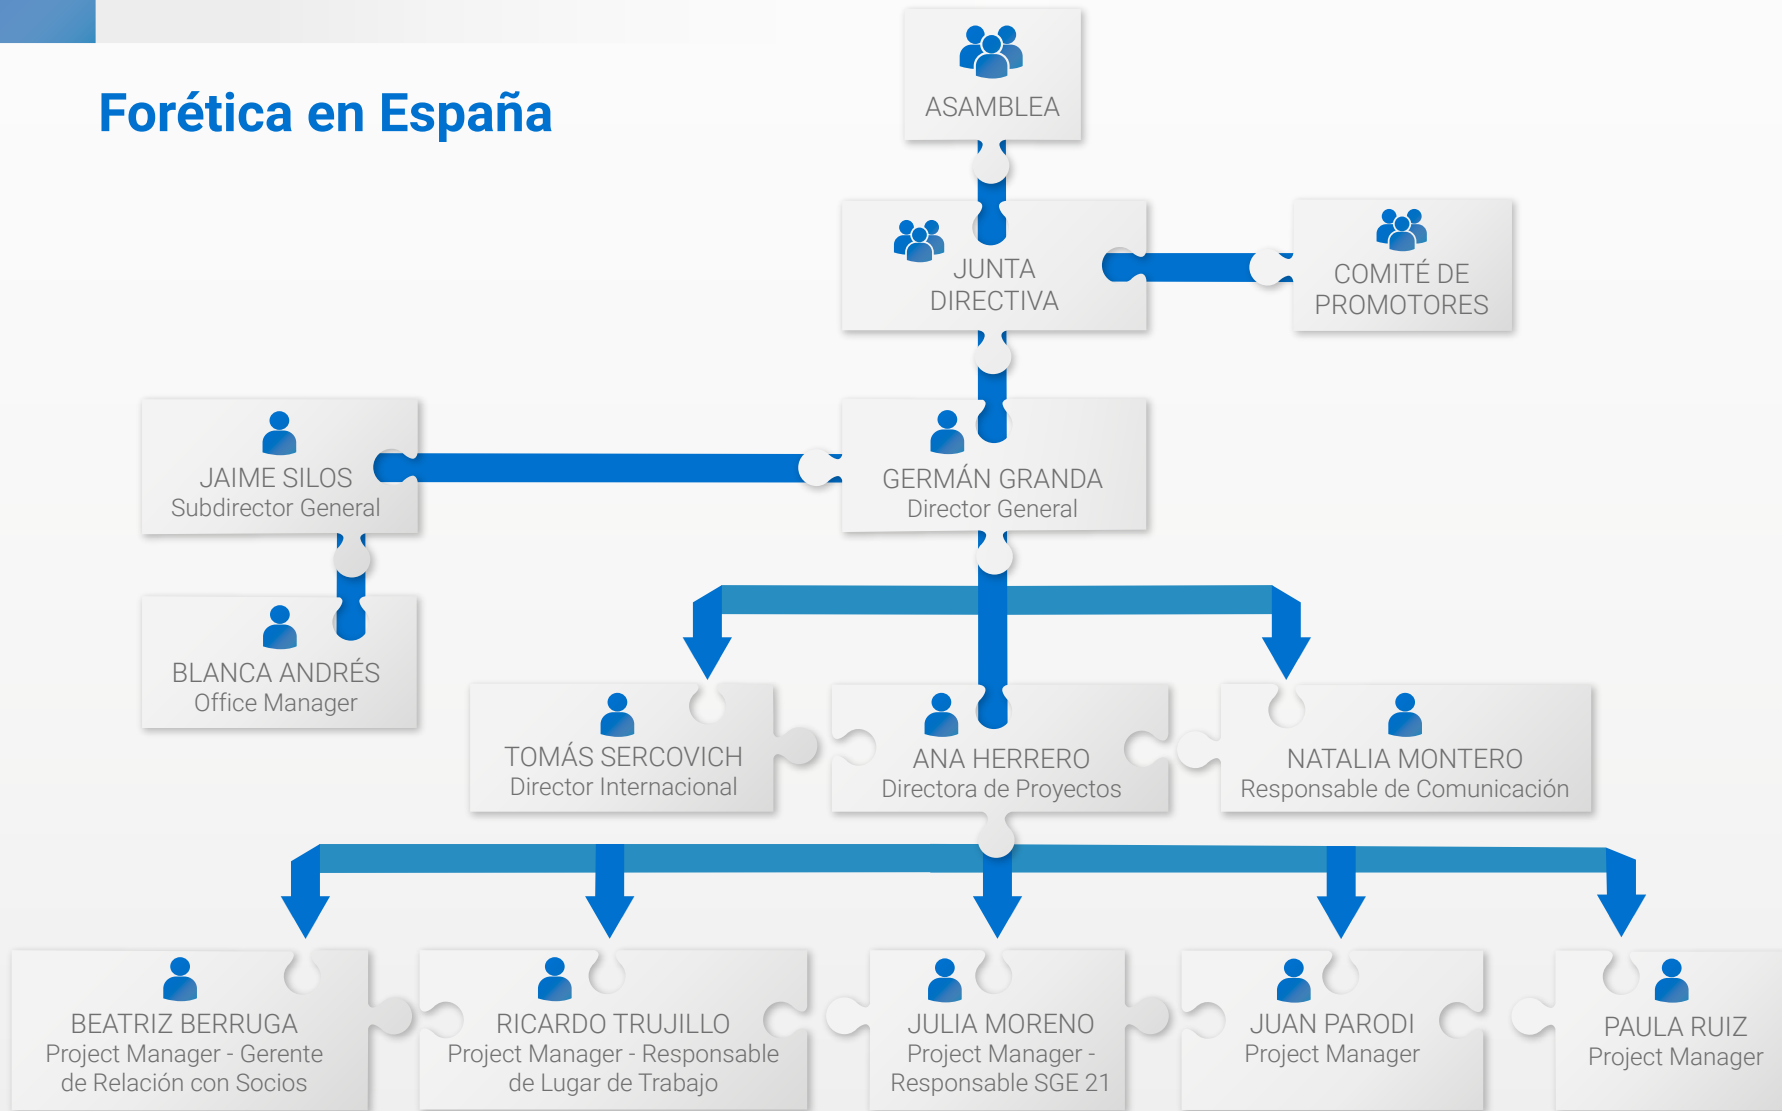 Forética en España
ASAMBLEA
JUNTA
DIRECTIVA
COMITÉ DE
PROMOTORES
JAIME SILOS
Subdirector General
GERMÁN GRANDA
Director General
BLANCA ANDRÉS
Office Manager
TOMÁS SERCOVICH
Director Internacional
ANA HERRERO
Directora de Proyectos
NATALIA MONTERO
Responsable de Comunicación
BEATRIZ BERRUGA
Project Manager - Gerente
de Relación con Socios
RICARDO TRUJILLO
Project Manager - Responsable
de Lugar de Trabajo
JULIA MORENO
Project Manager -
Responsable SGE 21
JUAN PARODI
Project Manager
PAULA RUIZ
Project Manager